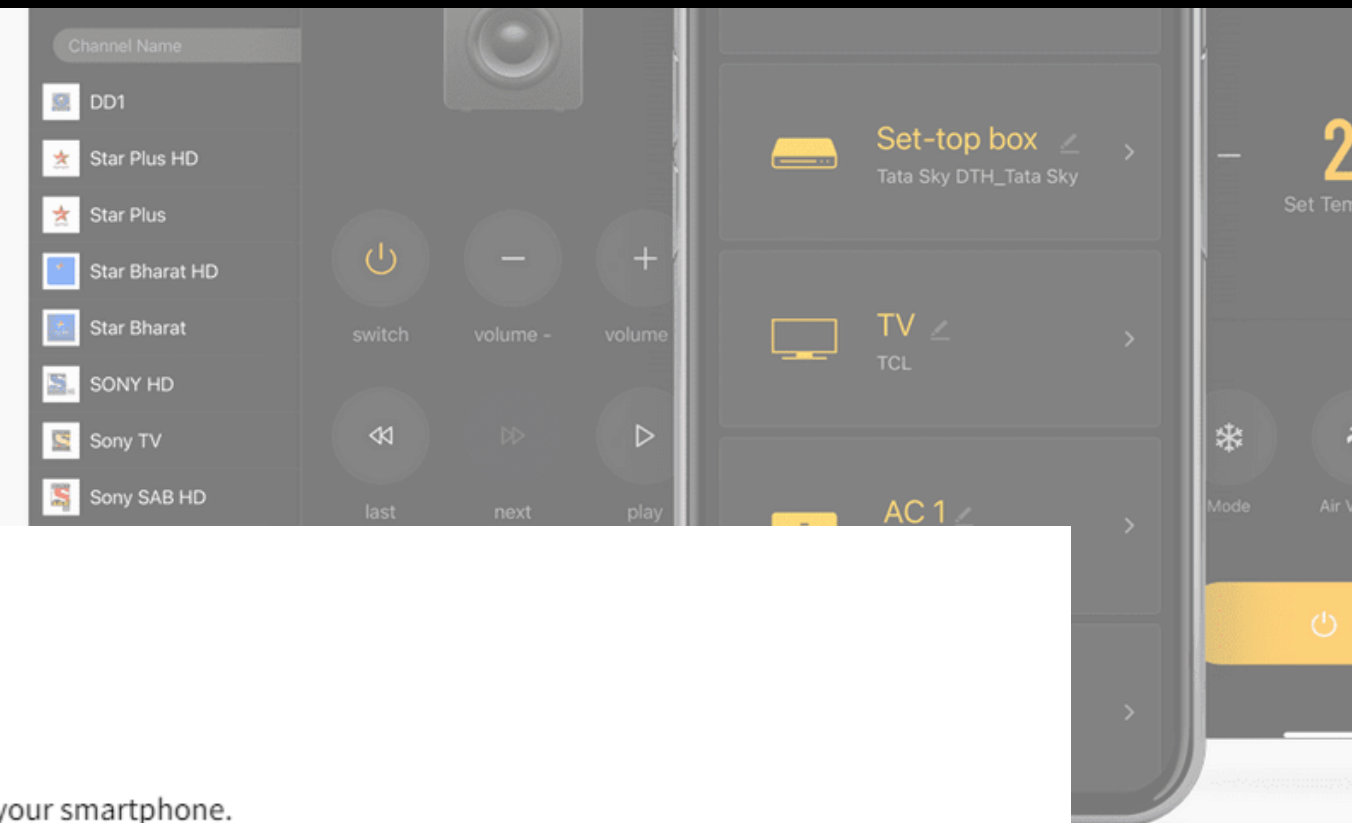 Channel Name
DD1
Star Plus HD
Star Plus
Star Bharat HD
Star Bharat
SONY HD
Sony TV
Sony SAB HD
switch
volume -
volume
last
next
play
Set-top box
Tata Sky DTH_Tata Sky
TV
TCL
AC 1
2
Set Tem
Mode
Air V
your smartphone.